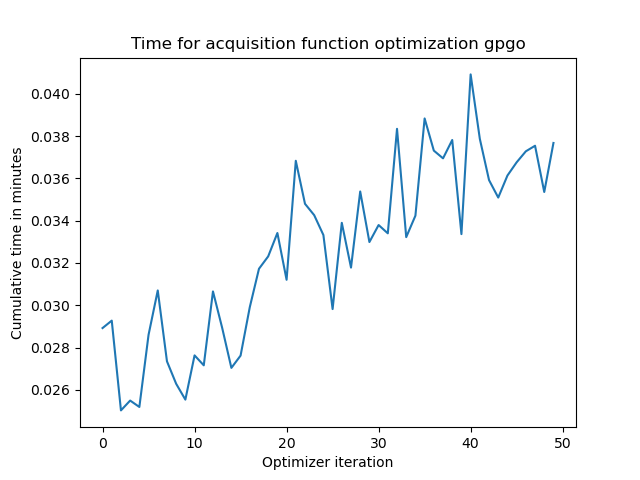 Time for acquisition function optimization gpgo
Cumulative time in minutes
0.040
0.038
0.036
0.034
0.032
0.030
0.028
0.026
0 10 20 30 40 50
Optimizer iteration